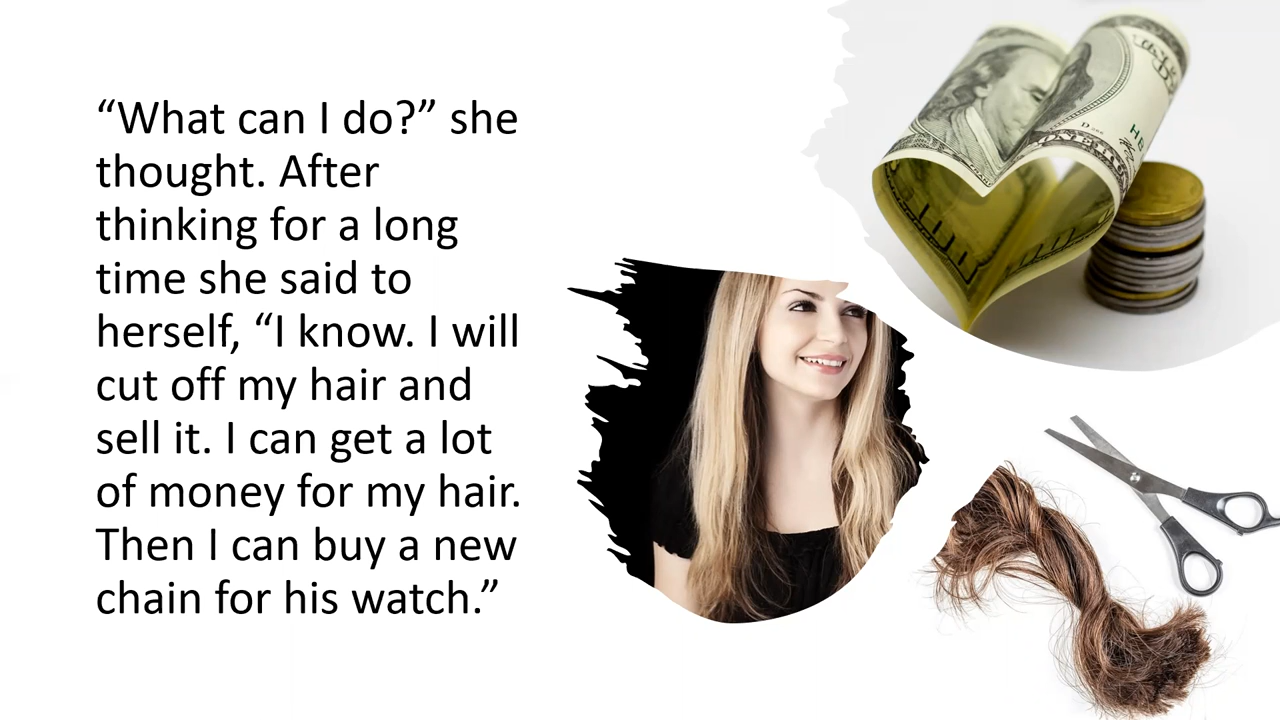 “What can I do?” she
thought. After
thinking for a long
time she said to
herself, “I know. I will
cut off my hair and
sell it. I can get a lot
of money for my hair.
Then I can buy a new
chain for his watch.”